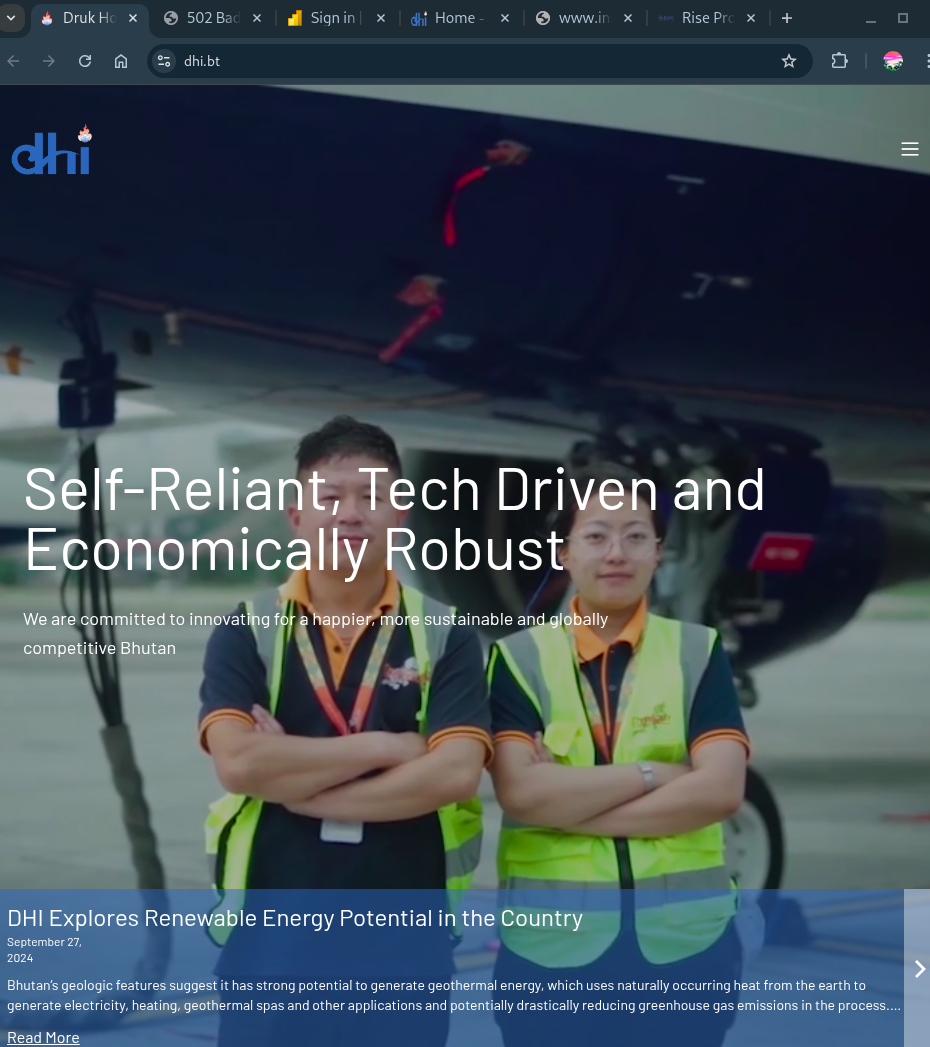 Druk Ho
502 Bad
Sign in |
Home -
www.in
Rise Pro
dhi.bt
dhi
Self-Reliant, Tech Driven and
Economically Robust
We are committed to innovating for a happier, more sustainable and globally
competitive Bhutan
DHI Explores Renewable Energy Potential in the Country
September 27,
2024
Bhutan’s geologic features suggest it has strong potential to generate geothermal energy, which uses naturally occurring heat from the earth to
generate electricity, heating, geothermal spas and other applications and potentially drastically reducing greenhouse gas emissions in the process....
Read More